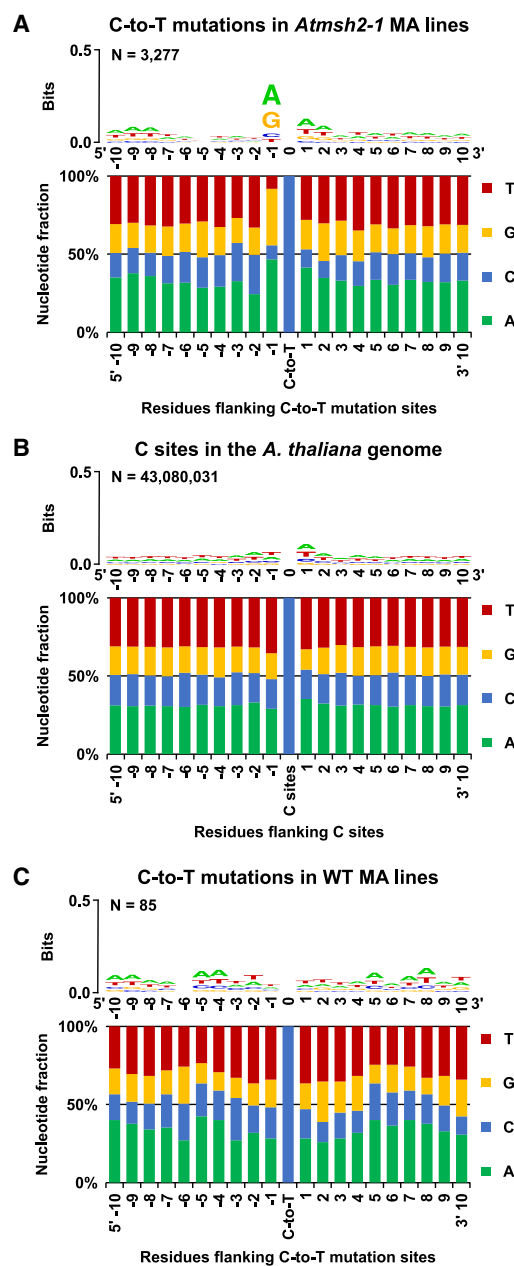 A
C-to-T mutations in Atmsh2-1 MA lines
N = 3,277
0.5
Bits
0.0
5' -10 -9 -8 -7 -6 -5 -4 -3 -2 -1 0 1 2 3 4 5 6 7 8 9 10 3'
A
G
C
100%
Nucleotide fraction
50%
0%
T
G
C
A
5' -10 -9 -8 -7 -6 -5 -4 -3 -2 -1 C-to-T 1 2 3 4 5 6 7 8 9 3' 10
Residues flanking C-to-T mutation sites
B
C sites in the A. thaliana genome
N = 43,080,031
0.5
Bits
0.0
5' -10 -9 -8 -7 -6 -5 -4 -3 -2 -1 0 1 2 3 4 5 6 7 8 9 10 3'
100%
Nucleotide fraction
50%
0%
T
G
C
A
5' -10 -9 -8 -7 -6 -5 -4 -3 -2 -1 C sites 1 2 3 4 5 6 7 8 9 3' 10
Residues flanking C sites
C
C-to-T mutations in WT MA lines
N = 85
0.5
Bits
0.0
5' -10 -9 -8 -7 -6 -5 -4 -3 -2 -1 0 1 2 3 4 5 6 7 8 9 10 3'
100%
Nucleotide fraction
50%
0%
T
G
C
A
5' -10 -9 -8 -7 -6 -5 -4 -3 -2 -1 C-to-T 1 2 3 4 5 6 7 8 9 3' 10
Residues flanking C-to-T mutation sites